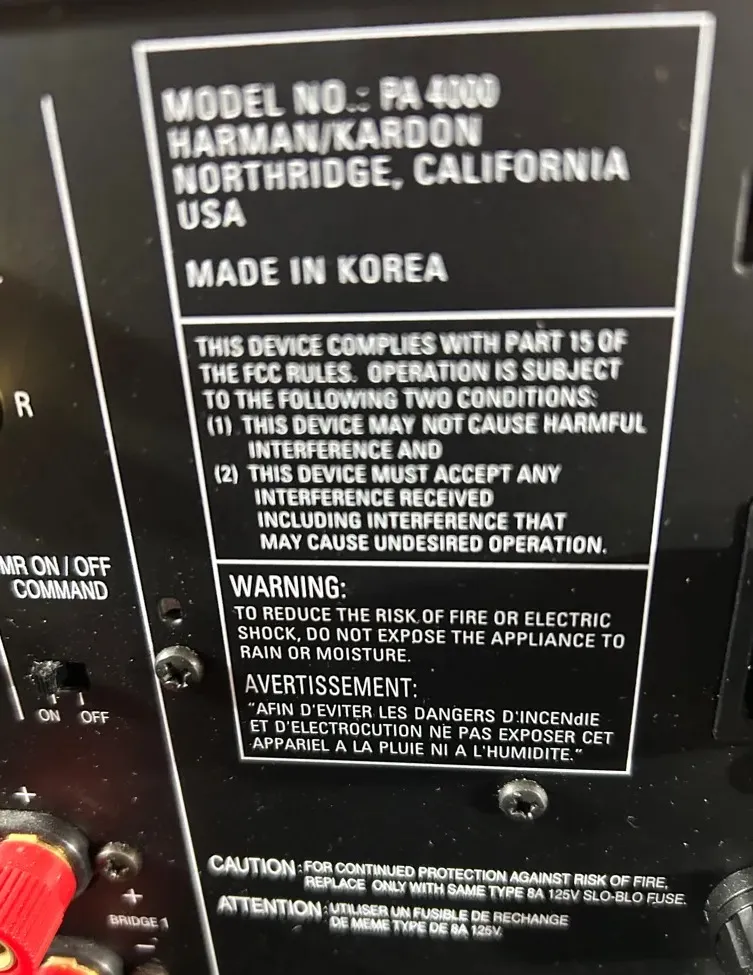 MODEL NO.: PA 4000
HARMAN/KARDON
NORTHRIDGE, CALIFORNIA
USA
MADE IN KOREA
THIS DEVICE COMPLIES WITH PART 15 OF
THE FCC RULES. OPERATION IS SUBJECT
TO THE FOLLOWING TWO CONDITIONS:
(1) THIS DEVICE MAY NOT CAUSE HARMFUL
INTERFERENCE AND
(2) THIS DEVICE MUST ACCEPT ANY
INTERFERENCE RECEIVED
INCLUDING INTERFERENCE THAT
MAY CAUSE UNDESIRED OPERATION.
WARNING:
TO REDUCE THE RISK OF FIRE OR ELECTRIC
SHOCK, DO NOT EXPOSE THE APPLIANCE TO
RAIN OR MOISTURE.
AVERTISSEMENT:
"AFIN D'EVITER LES DANGERS D'INCENdIE
ET D'ELECTROCUTION NE PAS EXPOSER CET
APPARIEL A LA PLUIE NI A L'HUMIDITE."
R
MR ON / OFF
COMMAND
ON OFF
+
+
BRIDGE 1
−
CAUTION : FOR CONTINUED PROTECTION AGAINST RISK OF FIRE,
REPLACE ONLY WITH SAME TYPE 8A 125V SLO-BLO FUSE.
ATTENTION : UTILISER UN FUSIBLE DE RECHANGE
DE MEME TYPE DE 8A 125V.